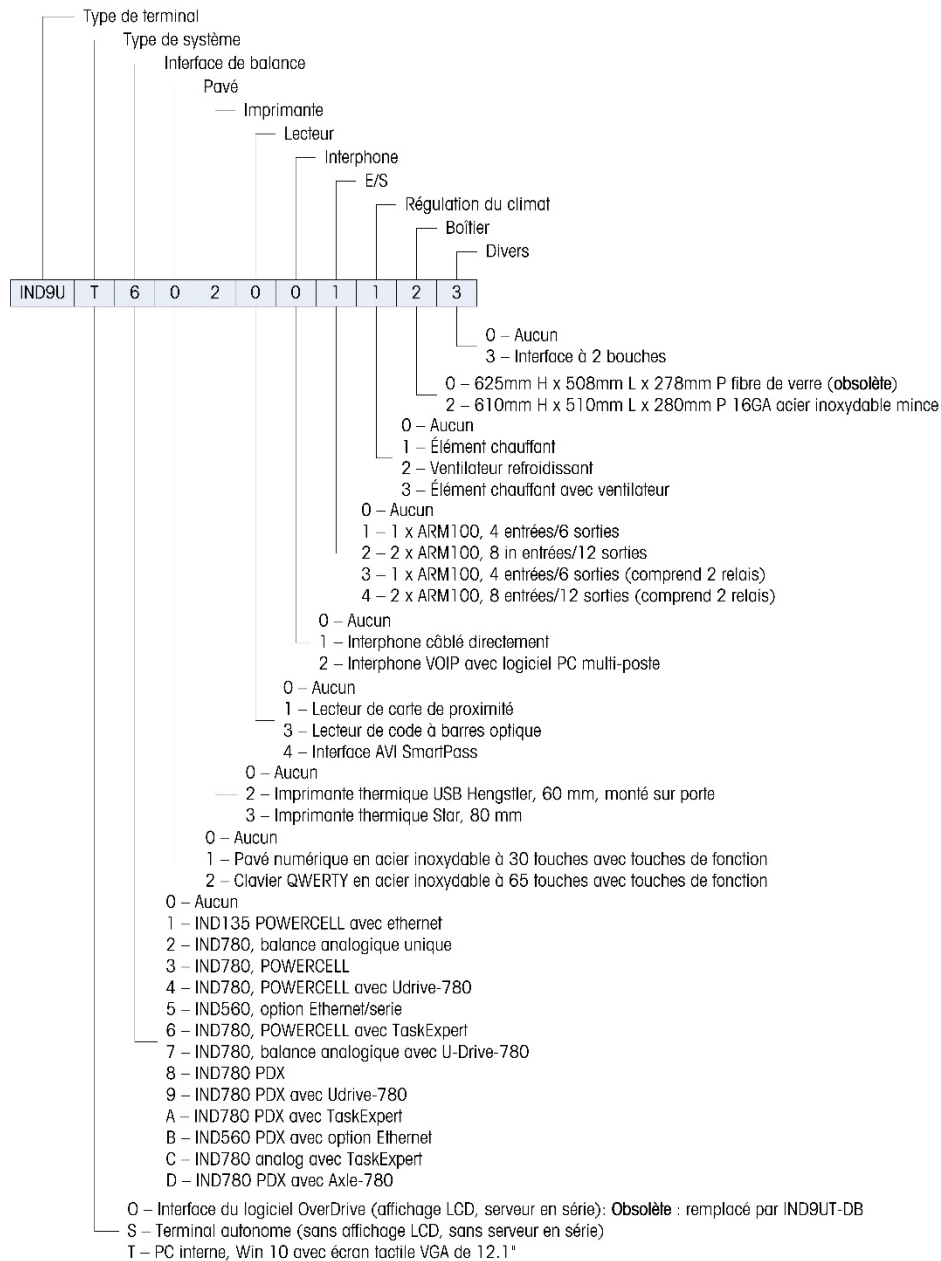 Type de terminal
Type de système
Interface de balance
Pavé
Imprimante
Lecteur
Interphone
E/S
Régulation du climat
Boîtier
Divers
IND9U T 6 0 2 0 0 1 1 2 3
0 – Aucun
3 – Interface à 2 bouches
0 – 625mm H x 508mm L x 278mm P fibre de verre (obsolète)
2 – 610mm H x 510mm L x 280mm P 16GA acier inoxydable mince
0 – Aucun
1 – Élément chauffant
2 – Ventilateur refroidissant
3 – Élément chauffant avec ventilateur
0 – Aucun
1 – 1 x ARM100, 4 entrées/6 sorties
2 – 2 x ARM100, 8 in entrées/12 sorties
3 – 1 x ARM100, 4 entrées/6 sorties (comprend 2 relais)
4 – 2 x ARM100, 8 entrées/12 sorties (comprend 2 relais)
0 – Aucun
1 – Interphone câblé directement
2 – Interphone VOIP avec logiciel PC multi-poste
0 – Aucun
1 – Lecteur de carte de proximité
3 – Lecteur de code à barres optique
4 – Interface AVI SmartPass
0 – Aucun
2 – Imprimante thermique USB Hengstler, 60 mm, monté sur porte
3 – Imprimante thermique Star, 80 mm
0 – Aucun
1 – Pavé numérique en acier inoxydable à 30 touches avec touches de fonction
2 – Clavier QWERTY en acier inoxydable à 65 touches avec touches de fonction
0 – Aucun
1 – IND135 POWERCELL avec ethernet
2 – IND780, balance analogique unique
3 – IND780, POWERCELL
4 – IND780, POWERCELL avec Udrive-780
5 – IND560, option Ethernet/serie
6 – IND780, POWERCELL avec TaskExpert
7 – IND780, balance analogique avec U-Drive-780
8 – IND780 PDX
9 – IND780 PDX avec Udrive-780
A – IND780 PDX avec TaskExpert
B – IND560 PDX avec option Ethernet
C – IND780 analog avec TaskExpert
D – IND780 PDX avec Axle-780
O – Interface du logiciel OverDrive (affichage LCD, serveur en série): Obsolète : remplacé par IND9UT-DB
S – Terminal autonome (sans affichage LCD, sans serveur en série)
T – PC interne, Win 10 avec écran tactile VGA de 12.1"